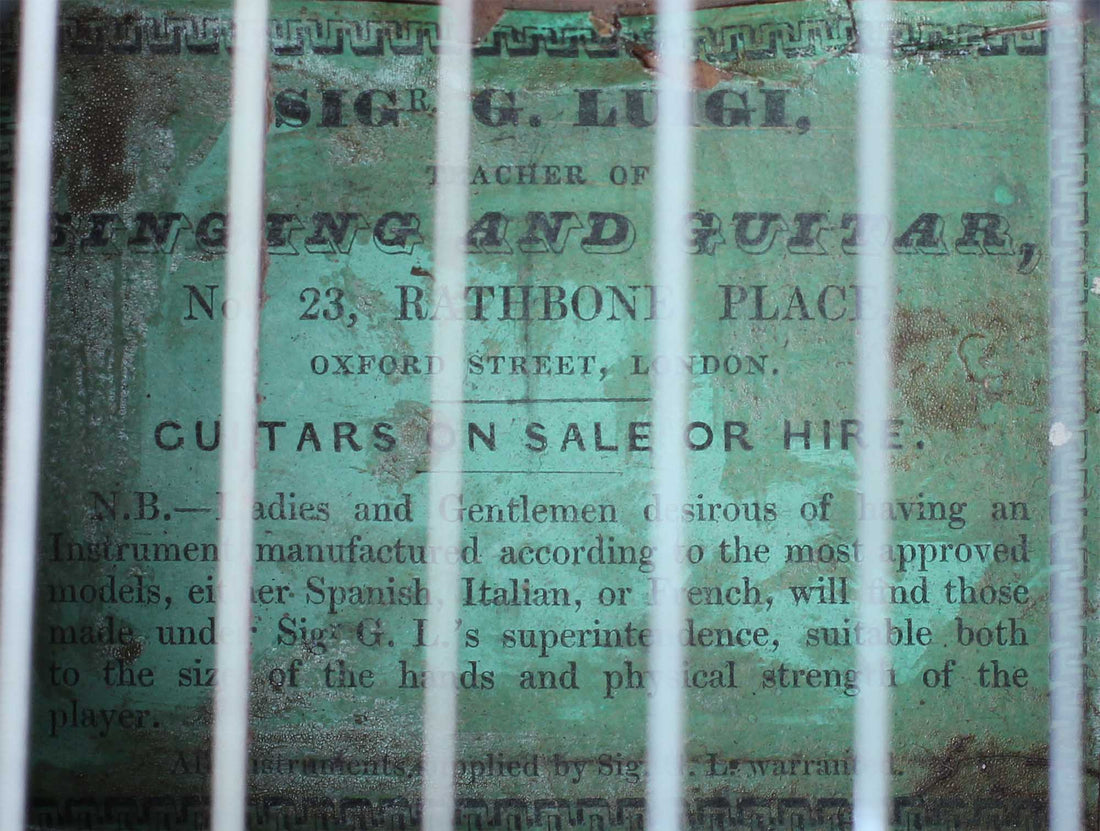 SIGR. G. LUIGI,
TEACHER OF
SINGING AND GUITAR,
No. 23, RATHBONE PLACE
OXFORD STREET, LONDON.
GUITARS ON SALE OR HIRE.
N.B.—Ladies and Gentlemen desirous of having an
Instrument manufactured according to the most approved
models, either Spanish, Italian, or French, will find those
made under Sigr G. L.'s superintendence, suitable both
to the size of the hands and physical strength of the
player.
All Instruments, supplied by Sigr G. L. warranted.